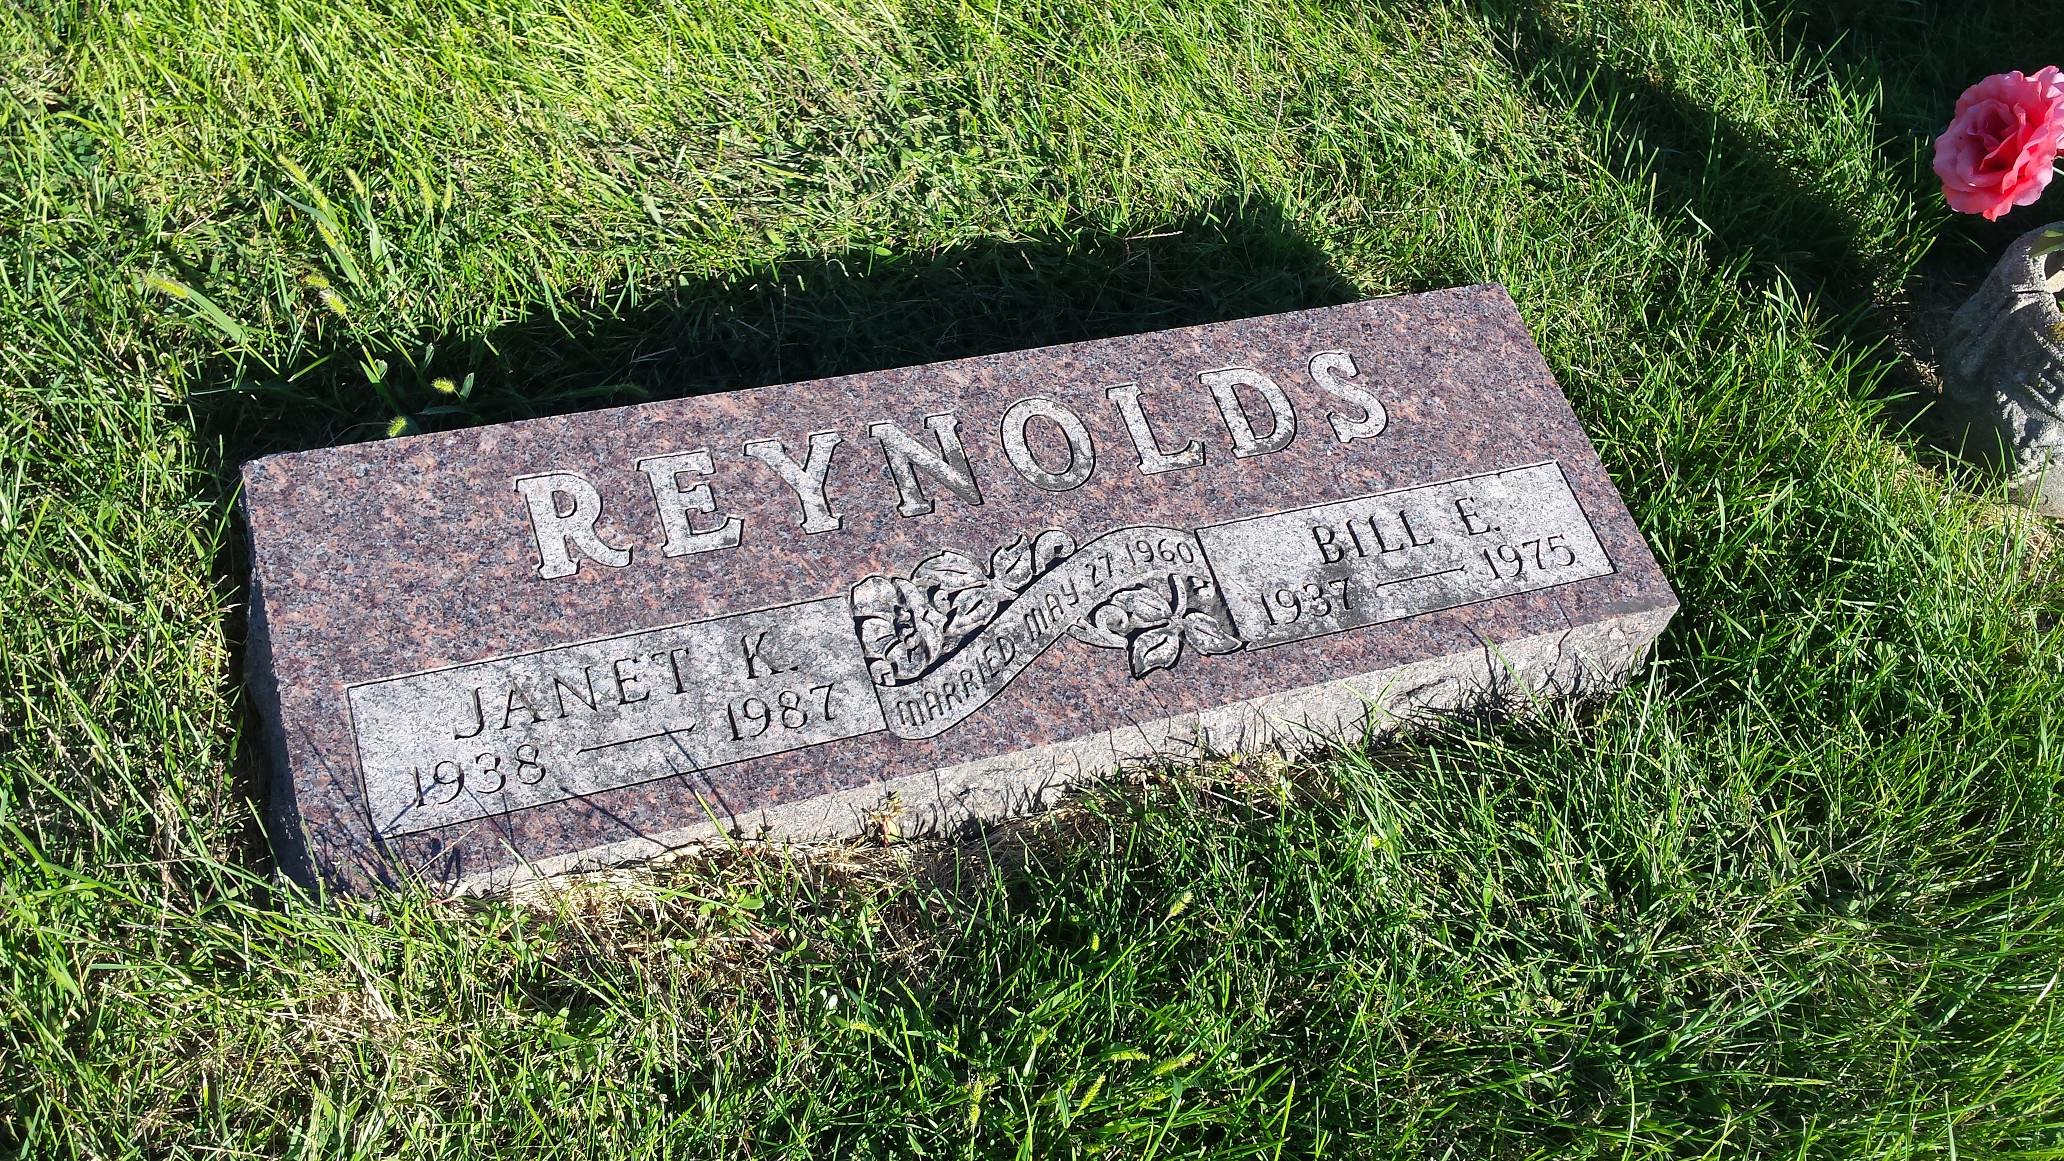 REYNOLDS
JANET K.
1938 — 1987
MARRIED MAY 27, 1960
BILL E.
1937 — 1975